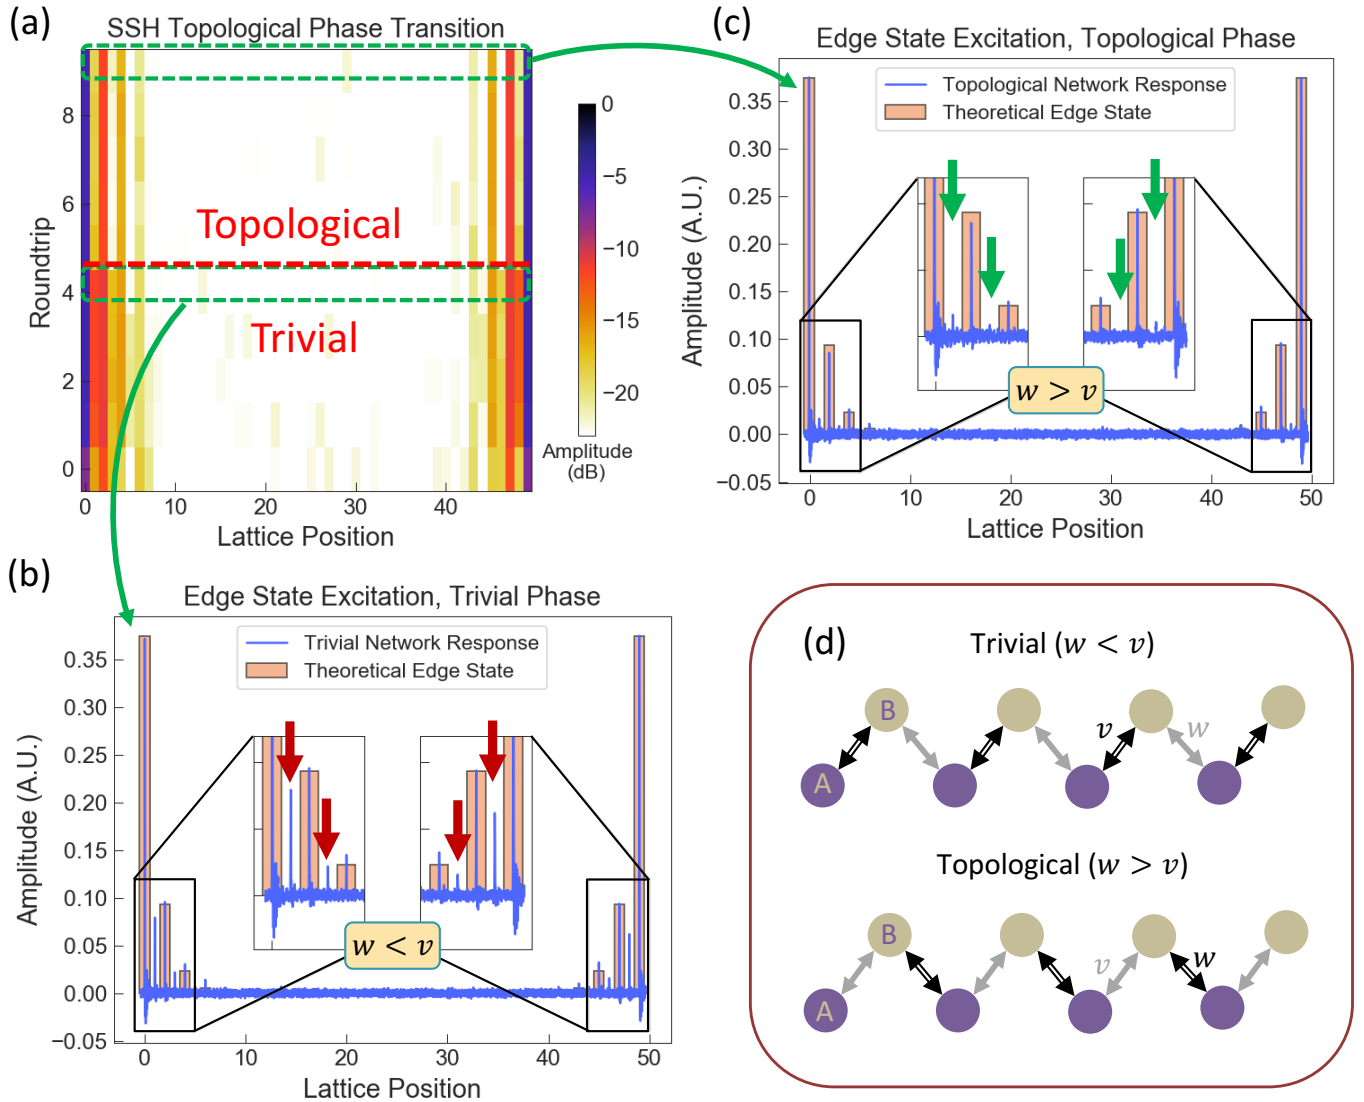 (a)
SSH Topological Phase Transition
Roundtrip
8
6
4
2
0
Topological
Trivial
0
−5
−10
−15
−20
Amplitude
(dB)
0
10
20
30
40
Lattice Position
(c)
Edge State Excitation, Topological Phase
Topological Network Response
Theoretical Edge State
Amplitude (A.U.)
0.35
0.30
0.25
0.20
0.15
0.10
0.05
0.00
−0.05
w > v
0
10
20
30
40
50
Lattice Position
(b)
Edge State Excitation, Trivial Phase
Trivial Network Response
Theoretical Edge State
Amplitude (A.U.)
0.35
0.30
0.25
0.20
0.15
0.10
0.05
0.00
−0.05
w < v
0
10
20
30
40
50
Lattice Position
(d)
Trivial (w < v)
B
v
w
A
Topological (w > v)
B
v
w
A